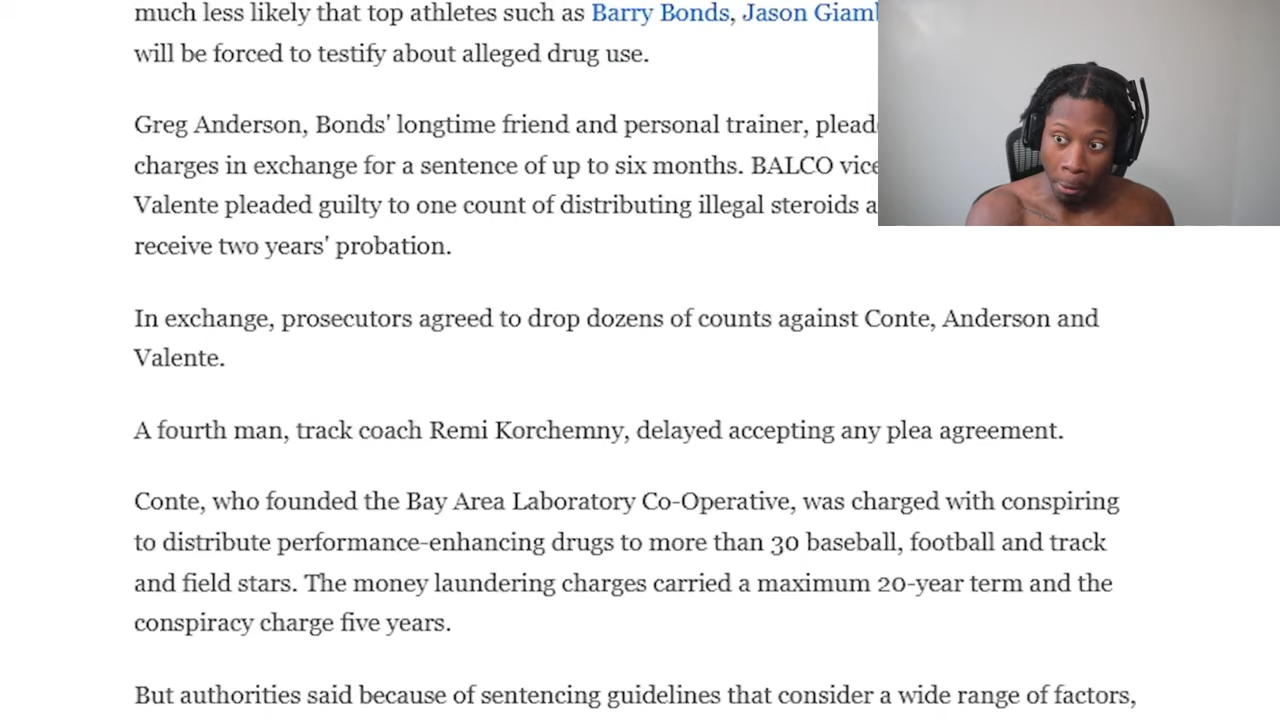 much less likely that top athletes such as Barry Bonds, Jason
will be forced to testify about alleged drug use.
Greg Anderson, Bonds' longtime friend and personal trainer,
charges in exchange for a sentence of up to six months. BALCO vice
Valente pleaded guilty to one count of distributing illegal steroids
receive two years' probation.
In exchange, prosecutors agreed to drop dozens of counts against Conte, Anderson and
Valente.
A fourth man, track coach Remi Korchemny, delayed accepting any plea agreement.
Conte, who founded the Bay Area Laboratory Co-Operative, was charged with conspiring
to distribute performance-enhancing drugs to more than 30 baseball, football and track
and field stars. The money laundering charges carried a maximum 20-year term and the
conspiracy charge five years.
But authorities said because of sentencing guidelines that consider a wide range of factors,